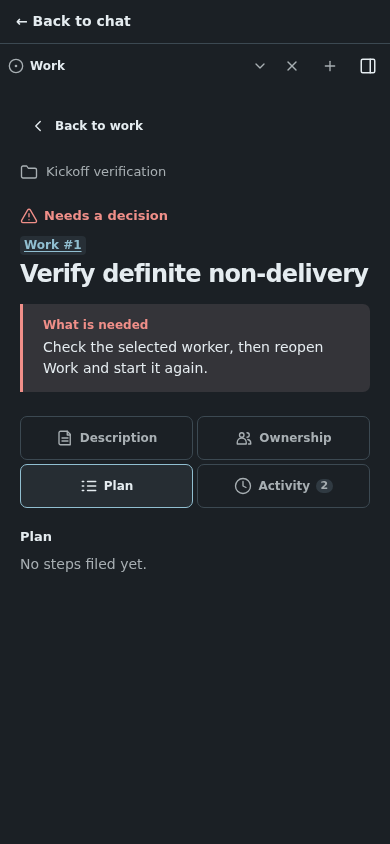 ← Back to chat
Work
Back to work
Kickoff verification
Needs a decision
Work #1
Verify definite non-delivery
What is needed
Check the selected worker, then reopen
Work and start it again.
Description
Ownership
Plan
Activity 2
Plan
No steps filed yet.